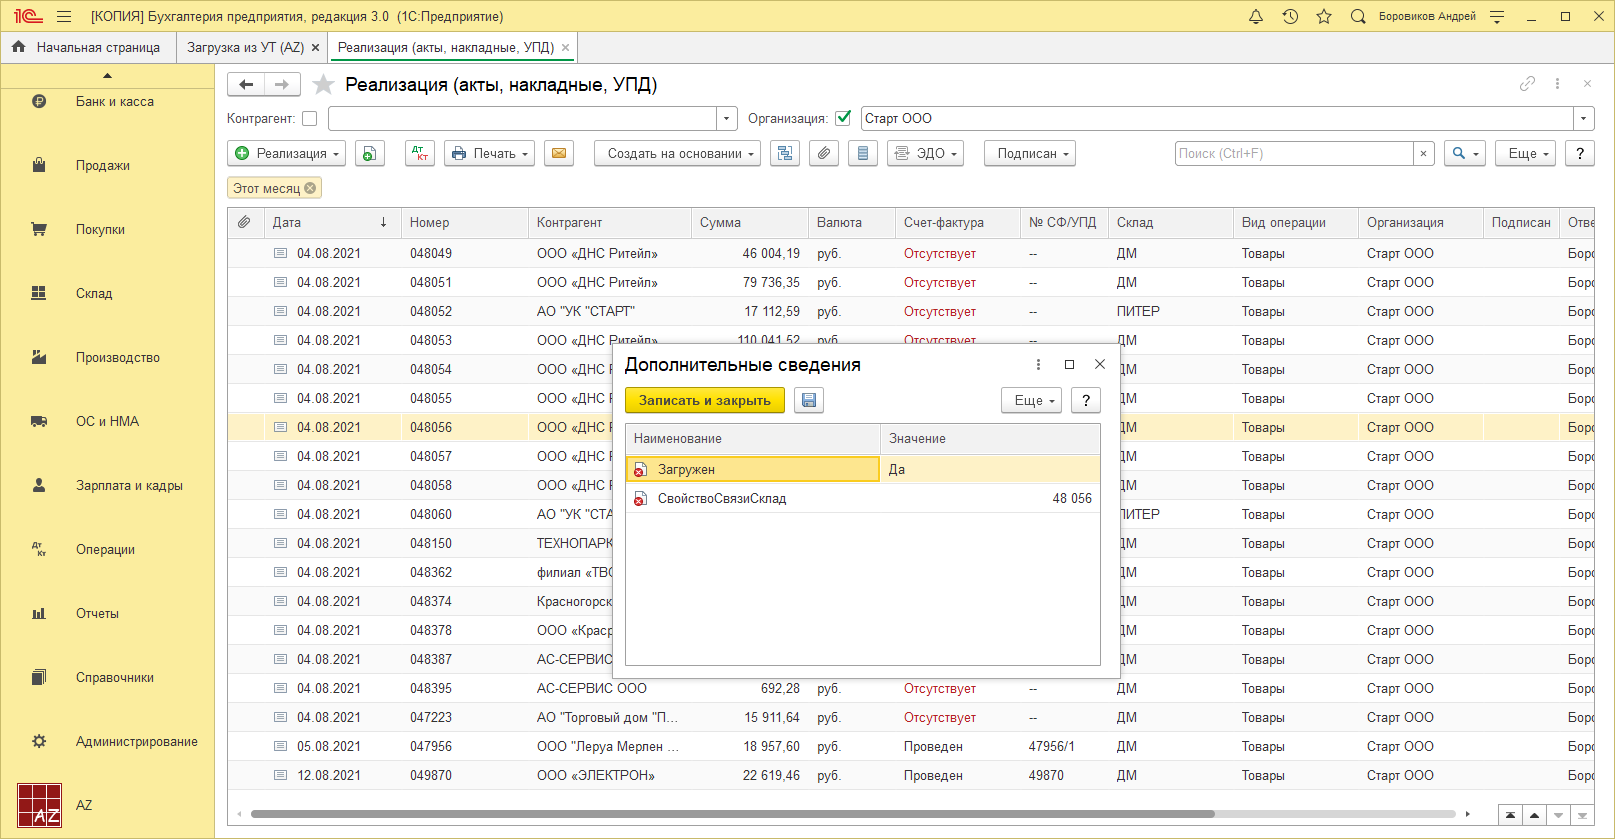 1С [КОПИЯ] Бухгалтерия предприятия, редакция 3.0 (1С:Предприятие) Боровиков Андрей
Начальная страница Загрузка из УТ (AZ) × Реализация (акты, накладные, УПД) ×
Банк и касса
Продажи
Покупки
Склад
Производство
ОС и НМА
Зарплата и кадры
Операции
Отчеты
Справочники
Администрирование
AZ AZ
Реализация (акты, накладные, УПД)
Контрагент: Организация: Старт ООО
Реализация Дт Кт Печать Создать на основании ЭДО Подписан Поиск (Ctrl+F) × Еще ?
Этот месяц
Дата ↓ Номер Контрагент Сумма Валюта Счет-фактура № СФ/УПД Склад Вид операции Организация Подписан Отве
04.08.2021 048049 ООО «ДНС Ритейл» 46 004,19 руб. Отсутствует -- ДМ Товары Старт ООО Боро
04.08.2021 048051 ООО «ДНС Ритейл» 79 736,35 руб. Отсутствует -- ДМ Товары Старт ООО Боро
04.08.2021 048052 АО "УК "СТАРТ" 17 112,59 руб. Отсутствует -- ПИТЕР Товары Старт ООО Боро
04.08.2021 048053 ООО «ДНС Ритейл» 110 041,52 руб. Отсутствует -- ДМ Товары Старт ООО Боро
04.08.2021 048054 ООО «ДНС ДМ Товары Старт ООО Боро
04.08.2021 048055 ООО «ДНС ДМ Товары Старт ООО Боро
04.08.2021 048056 ООО «ДНС ДМ Товары Старт ООО Боро
04.08.2021 048057 ООО «ДНС ДМ Товары Старт ООО Боро
04.08.2021 048058 ООО «ДНС ДМ Товары Старт ООО Боро
04.08.2021 048060 АО "УК "СТА ПИТЕР Товары Старт ООО Боро
04.08.2021 048150 ТЕХНОПАРК ДМ Товары Старт ООО Боро
04.08.2021 048362 филиал «ТВО ДМ Товары Старт ООО Боро
04.08.2021 048374 Красногорск ДМ Товары Старт ООО Боро
04.08.2021 048378 ООО «Краср ДМ Товары Старт ООО Боро
04.08.2021 048387 АС-СЕРВИС ДМ Товары Старт ООО Боро
04.08.2021 048395 АС-СЕРВИС ООО 692,28 руб. Отсутствует -- ДМ Товары Старт ООО Боро
04.08.2021 047223 АО "Торговый дом "П... 15 911,64 руб. Отсутствует -- ДМ Товары Старт ООО Боро
05.08.2021 047956 ООО "Леруа Мерлен ... 18 957,60 руб. Проведен 47956/1 ДМ Товары Старт ООО Боро
12.08.2021 049870 ООО «ЭЛЕКТРОН» 22 619,46 руб. Проведен 49870 ДМ Товары Старт ООО Боро
Дополнительные сведения
Записать и закрыть Еще ?
Наименование Значение
Загружен Да
СвойствоСвязиСклад 48 056